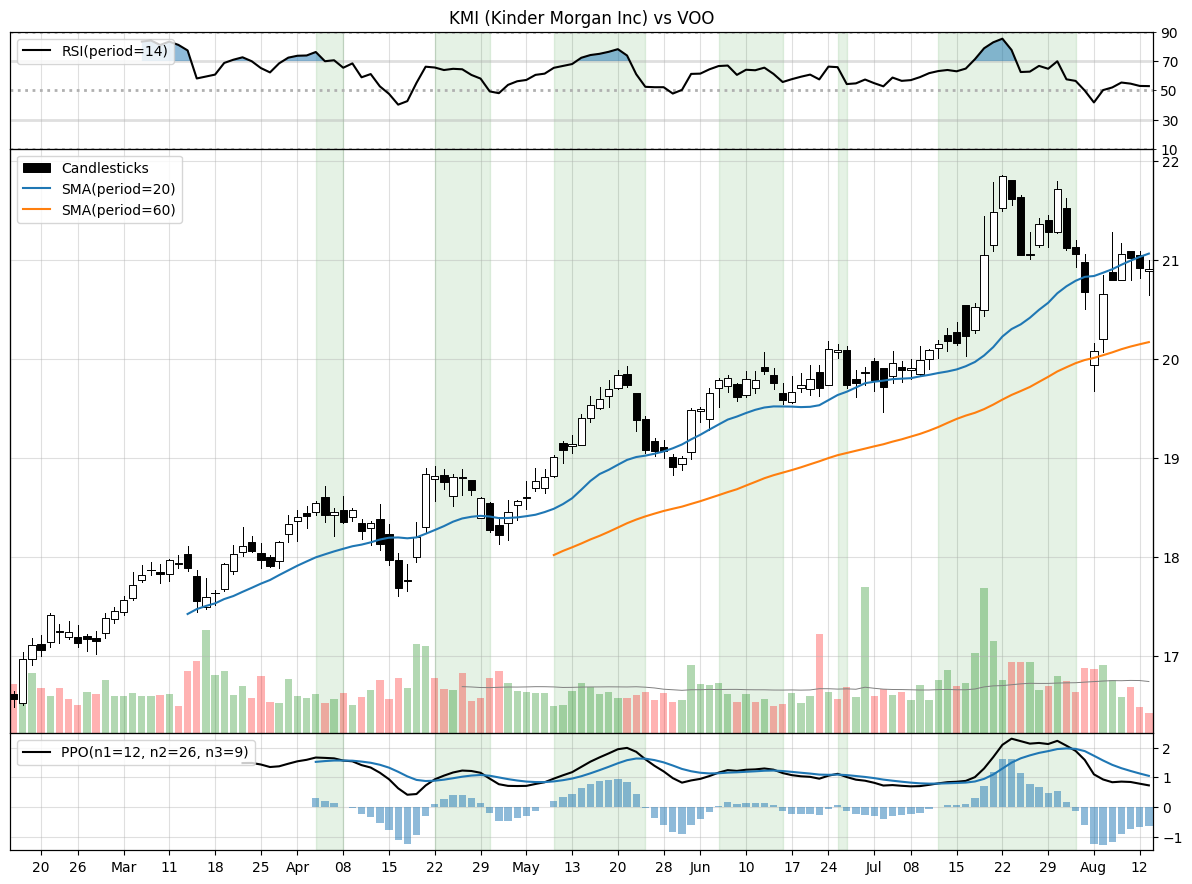 KMI (Kinder Morgan Inc) vs VOO
RSI(period=14)
90
70
50
30
10
Candlesticks
SMA(period=20)
SMA(period=60)
22
21
20
19
18
17
PPO(n1=12, n2=26, n3=9)
2
1
0
−1
20 26 Mar 11 18 25 Apr 08 15 22 29 May 13 20 28 Jun 10 17 24 Jul 08 15 22 29 Aug 12